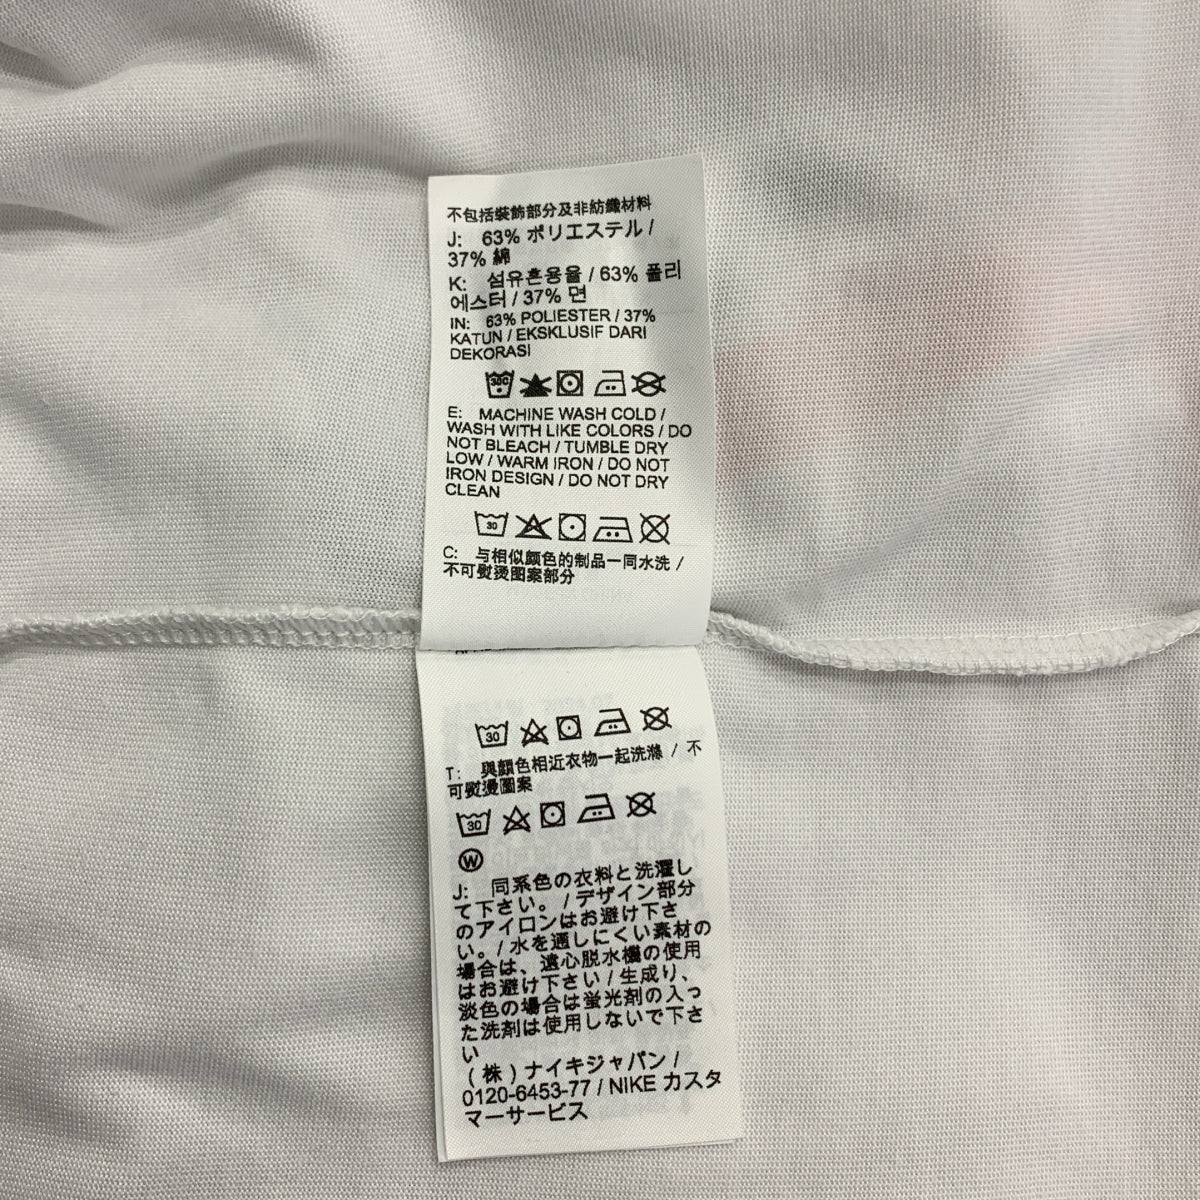 不包括裝飾部分及非紡織材料
J: 63% ポリエステル /
37% 綿
K: 섬유혼용율 / 63% 폴리
에스터 / 37% 면
IN: 63% POLIESTER / 37%
KATUN / EKSKLUSIF DARI
DEKORASI
30C
E: MACHINE WASH COLD /
WASH WITH LIKE COLORS / DO
NOT BLEACH / TUMBLE DRY
LOW / WARM IRON / DO NOT
IRON DESIGN / DO NOT DRY
CLEAN
30
C: 与相似颜色的制品一同水洗 /
不可熨烫图案部分
30
T: 與顏色相近衣物一起洗滌 / 不
可熨燙圖案
30
W
J: 同系色の衣料と洗濯し
て下さい。/ デザイン部分
のアイロンはお避け下さ
い。/ 水を通しにくい素材の
場合は、遠心脱水機の使用
はお避け下さい / 生成り、
淡色の場合は蛍光剤の入っ
た洗剤は使用しないで下さ
い
(株) ナイキジャパン /
0120-6453-77 / NIKE カスタ
マーサービス